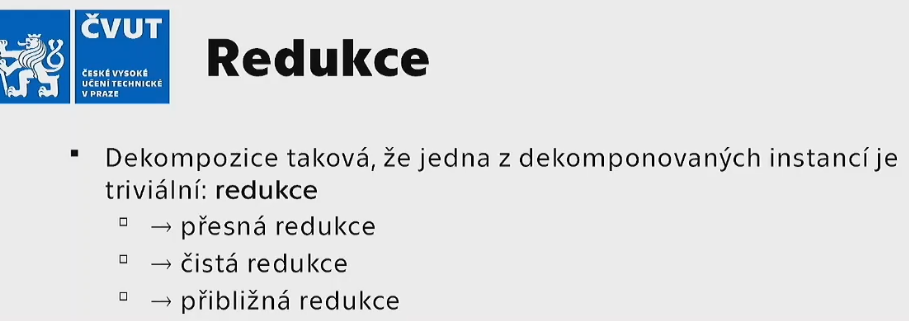 ČVUT
ČESKÉ VYSOKÉ
UČENÍ TECHNICKÉ
V PRAZE
Redukce
▪ Dekompozice taková, že jedna z dekomponovaných instancí je
triviální: redukce
▫ → přesná redukce
▫ → čistá redukce
▫ → přibližná redukce